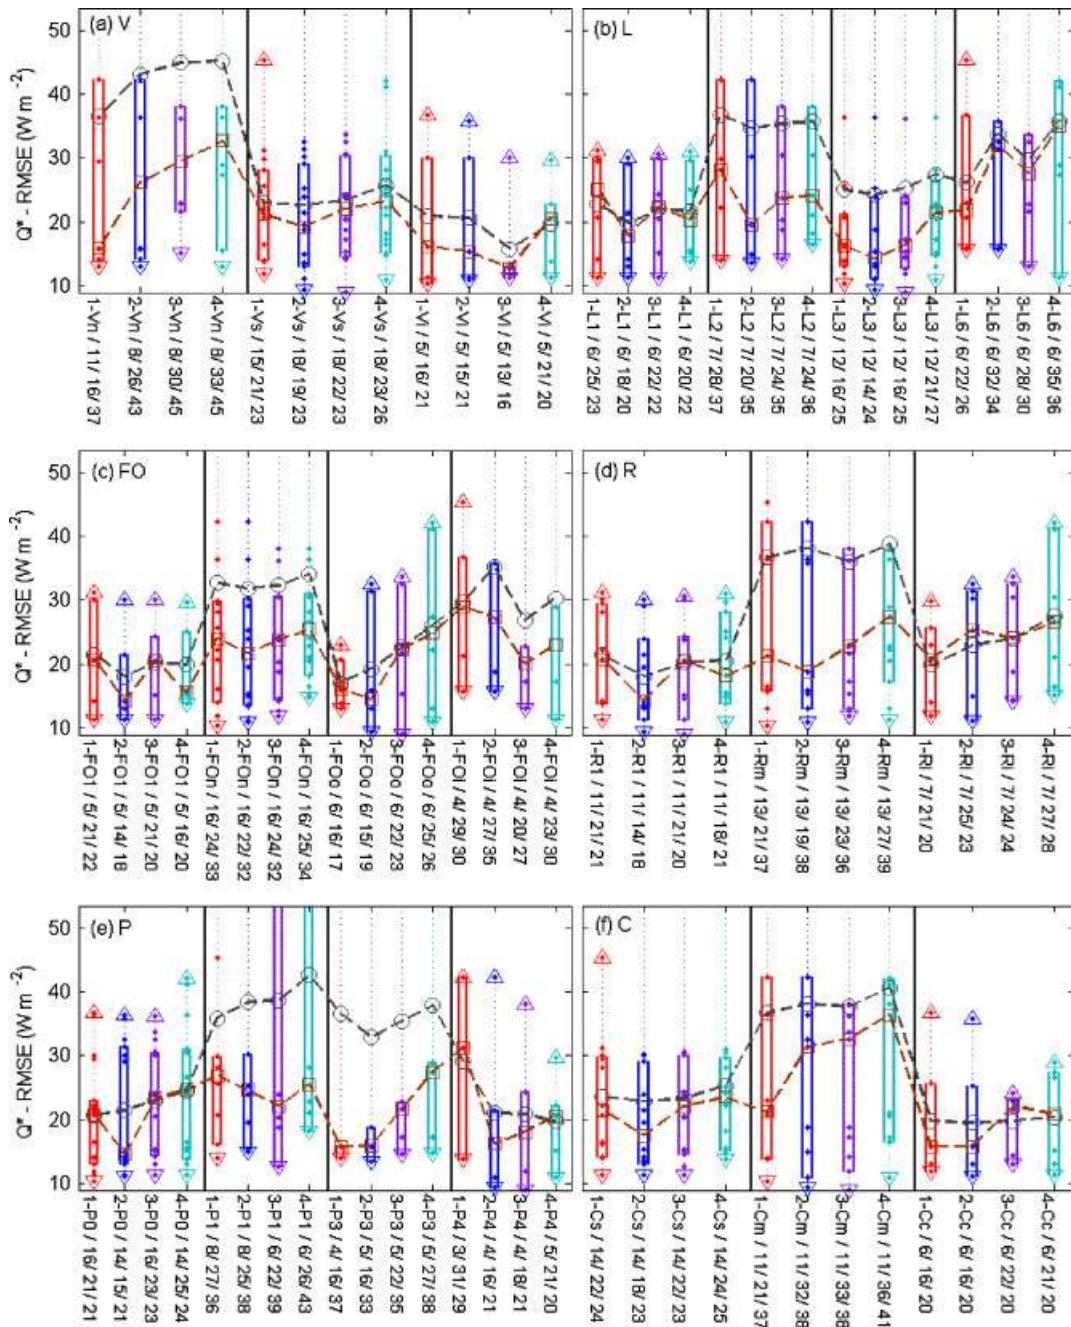 (a) V
(b) L
Q* - RMSE (W m⁻²)
50
40
30
20
10
1-Vn / 11/ 16/ 37
2-Vn / 8/ 26/ 43
3-Vn / 8/ 30/ 45
4-Vn / 8/ 33/ 45
1-Vs / 15/ 21/ 23
2-Vs / 18/ 19/ 23
3-Vs / 18/ 22/ 23
4-Vs / 18/ 23/ 26
1-Vl / 5/ 16/ 21
2-Vl / 5/ 15/ 21
3-Vl / 5/ 13/ 16
4-Vl / 5/ 21/ 20
1-L1 / 6/ 25/ 23
2-L1 / 6/ 18/ 20
3-L1 / 6/ 22/ 22
4-L1 / 6/ 20/ 22
1-L2 / 7/ 28/ 37
2-L2 / 7/ 20/ 35
3-L2 / 7/ 24/ 35
4-L2 / 7/ 24/ 36
1-L3 / 12/ 16/ 25
2-L3 / 12/ 14/ 24
3-L3 / 12/ 16/ 25
4-L3 / 12/ 21/ 27
1-L6 / 6/ 22/ 26
2-L6 / 6/ 32/ 34
3-L6 / 6/ 28/ 30
4-L6 / 6/ 35/ 36
(c) FO
(d) R
Q* - RMSE (W m⁻²)
50
40
30
20
10
1-FO1 / 5/ 21/ 22
2-FO1 / 5/ 14/ 18
3-FO1 / 5/ 21/ 20
4-FO1 / 5/ 16/ 20
1-FOn / 16/ 24/ 33
2-FOn / 16/ 22/ 32
3-FOn / 16/ 24/ 32
4-FOn / 16/ 25/ 34
1-FOo / 6/ 16/ 17
2-FOo / 6/ 15/ 19
3-FOo / 6/ 22/ 23
4-FOo / 6/ 25/ 26
1-FOi / 4/ 29/ 30
2-FOi / 4/ 27/ 35
3-FOi / 4/ 20/ 27
4-FOi / 4/ 23/ 30
1-R1 / 11/ 21/ 21
2-R1 / 11/ 14/ 18
3-R1 / 11/ 21/ 20
4-R1 / 11/ 18/ 21
1-Rm / 13/ 21/ 37
2-Rm / 13/ 19/ 38
3-Rm / 13/ 23/ 36
4-Rm / 13/ 27/ 39
1-Rl / 7/ 21/ 20
2-Rl / 7/ 25/ 23
3-Rl / 7/ 24/ 24
4-Rl / 7/ 27/ 28
(e) P
(f) C
Q* - RMSE (W m⁻²)
50
40
30
20
10
1-P0 / 16/ 21/ 21
2-P0 / 14/ 15/ 21
3-P0 / 16/ 23/ 23
4-P0 / 14/ 25/ 24
1-P1 / 8/ 27/ 36
2-P1 / 8/ 25/ 38
3-P1 / 6/ 22/ 39
4-P1 / 6/ 26/ 43
1-P3 / 4/ 16/ 37
2-P3 / 5/ 16/ 33
3-P3 / 5/ 22/ 35
4-P3 / 5/ 27/ 38
1-P4 / 3/ 31/ 29
2-P4 / 4/ 16/ 21
3-P4 / 4/ 18/ 21
4-P4 / 5/ 21/ 20
1-Cs / 14/ 22/ 24
2-Cs / 14/ 18/ 23
3-Cs / 14/ 22/ 23
4-Cs / 14/ 24/ 25
1-Cm / 11/ 21/ 37
2-Cm / 11/ 32/ 38
3-Cm / 11/ 33/ 38
4-Cm / 11/ 36/ 41
1-Cc / 6/ 16/ 20
2-Cc / 6/ 16/ 20
3-Cc / 6/ 22/ 20
4-Cc / 6/ 21/ 20